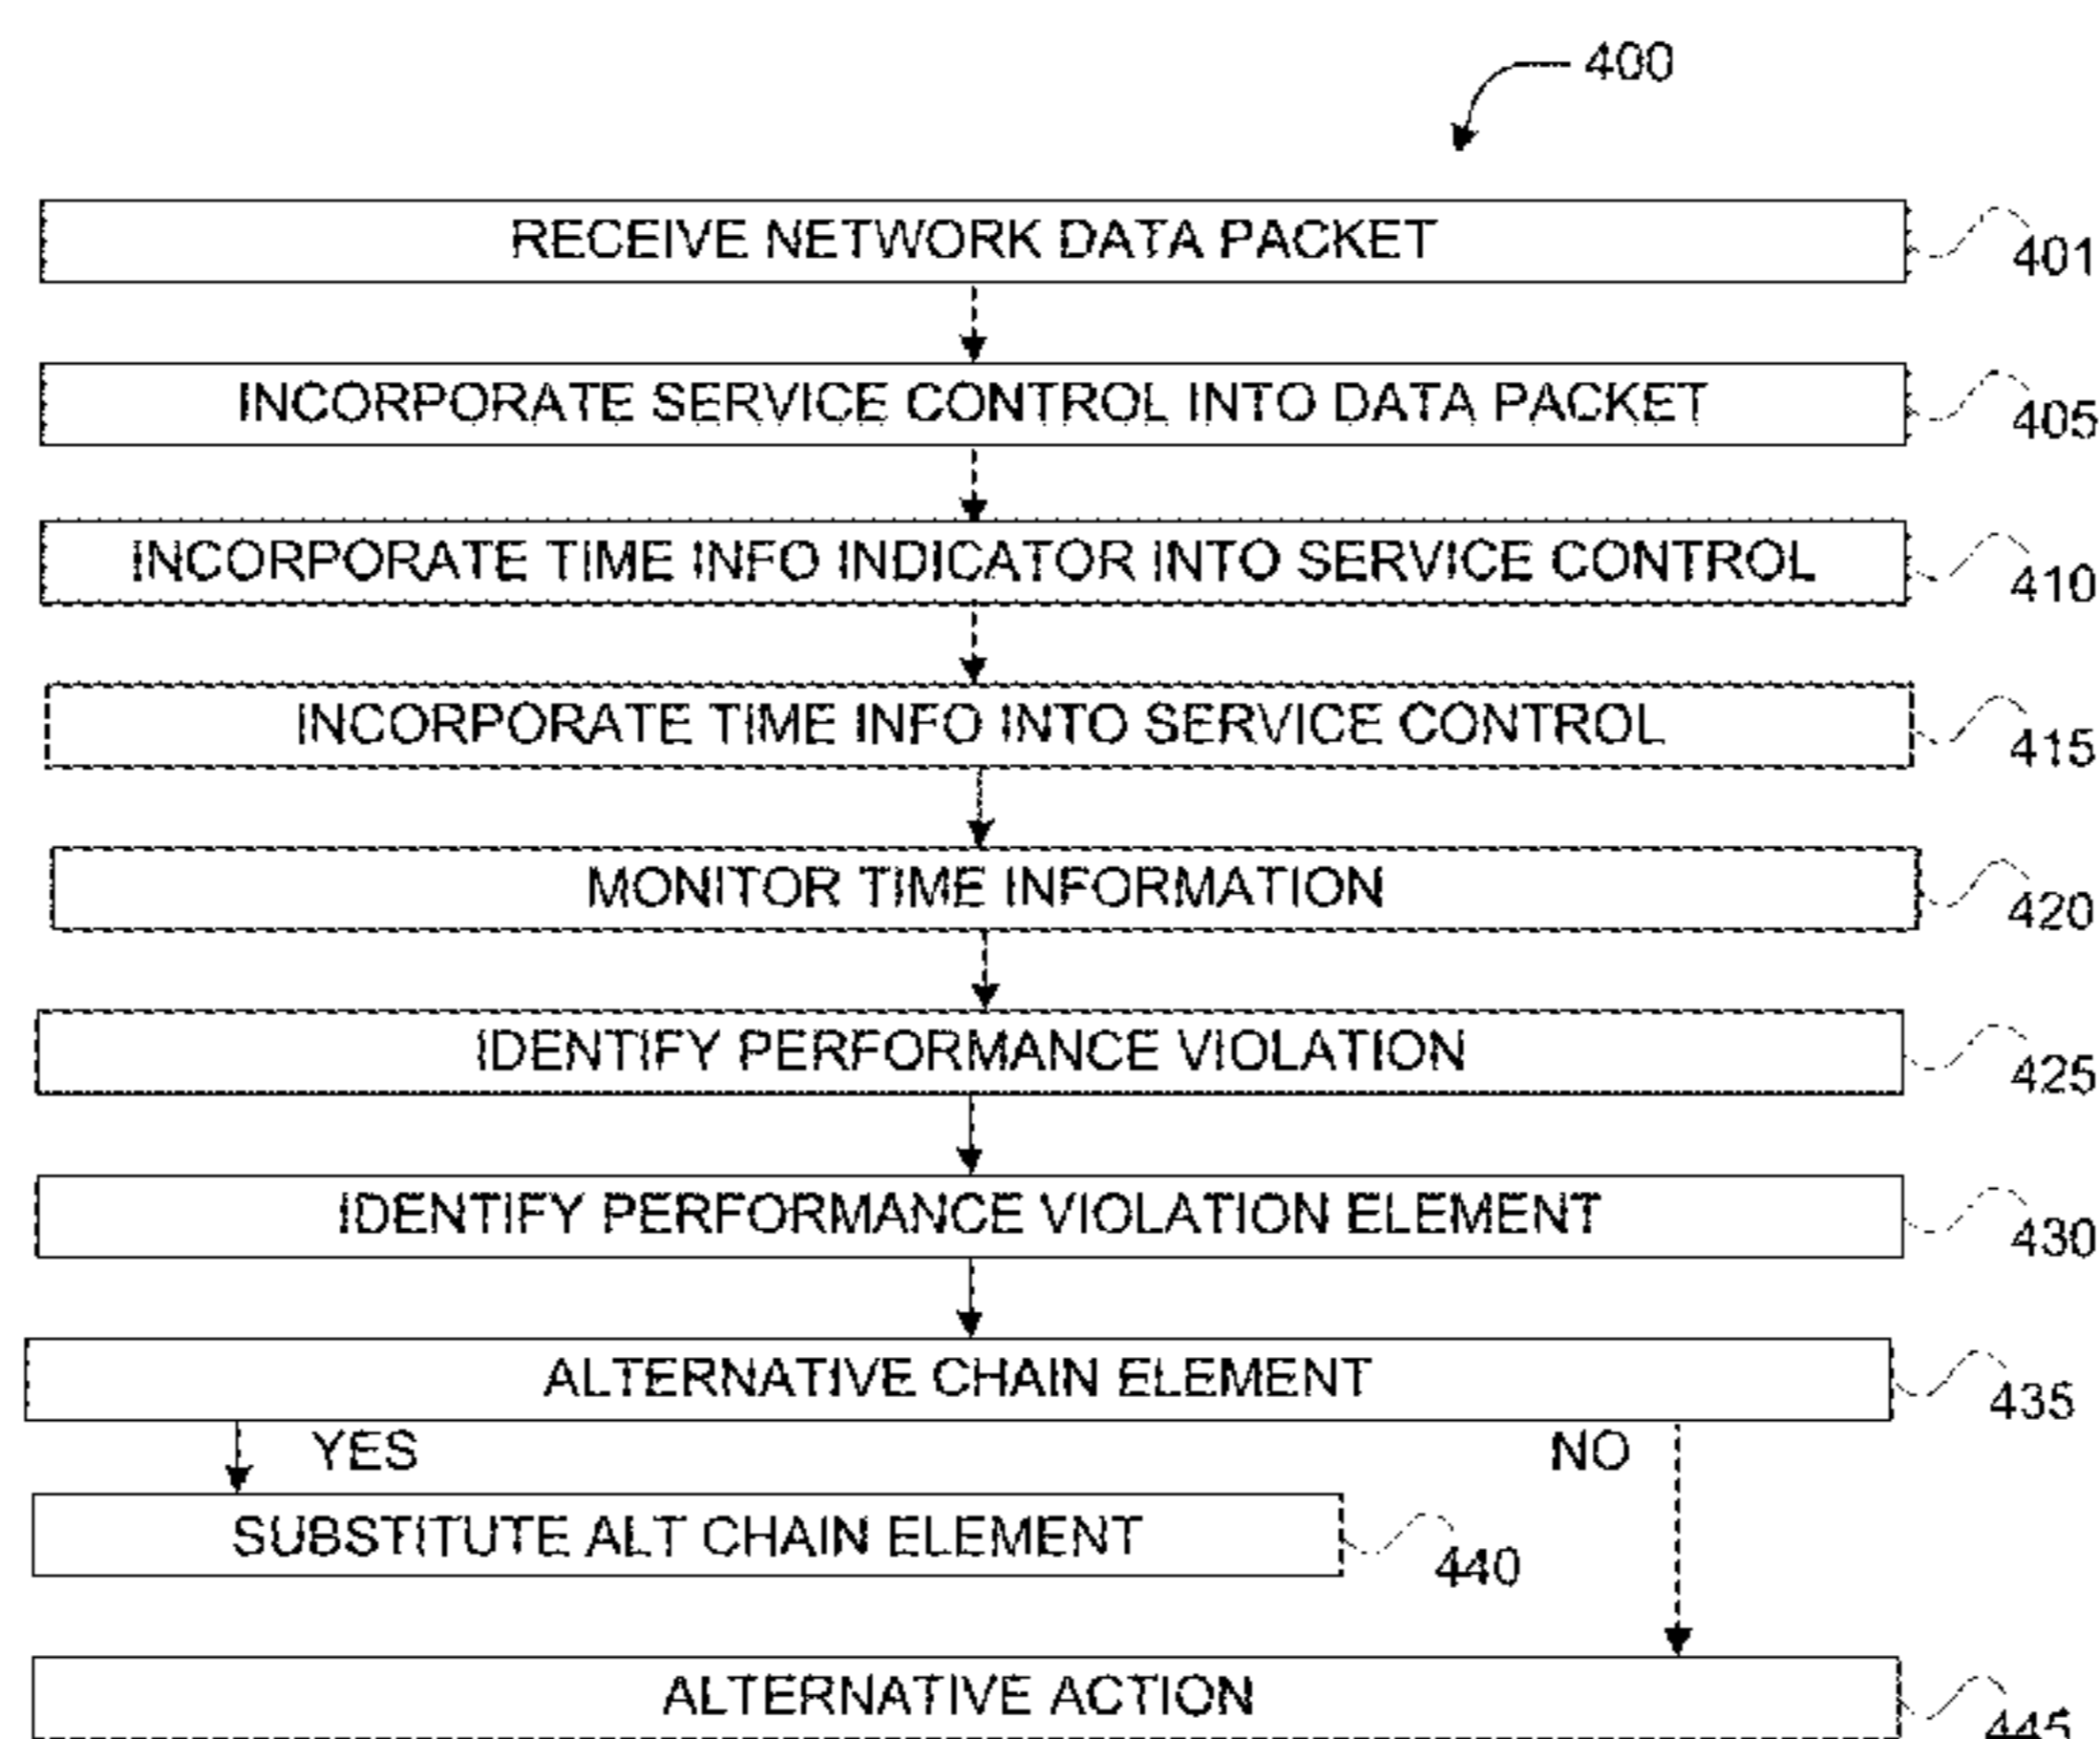 400
RECEIVE NETWORK DATA PACKET
401
INCORPORATE SERVICE CONTROL INTO DATA PACKET
405
INCORPORATE TIME INFO INDICATOR INTO SERVICE CONTROL
410
INCORPORATE TIME INFO INTO SERVICE CONTROL
415
MONITOR TIME INFORMATION
420
IDENTIFY PERFORMANCE VIOLATION
425
IDENTIFY PERFORMANCE VIOLATION ELEMENT
430
ALTERNATIVE CHAIN ELEMENT
435
YES
NO
SUBSTITUTE ALT CHAIN ELEMENT
440
ALTERNATIVE ACTION
445